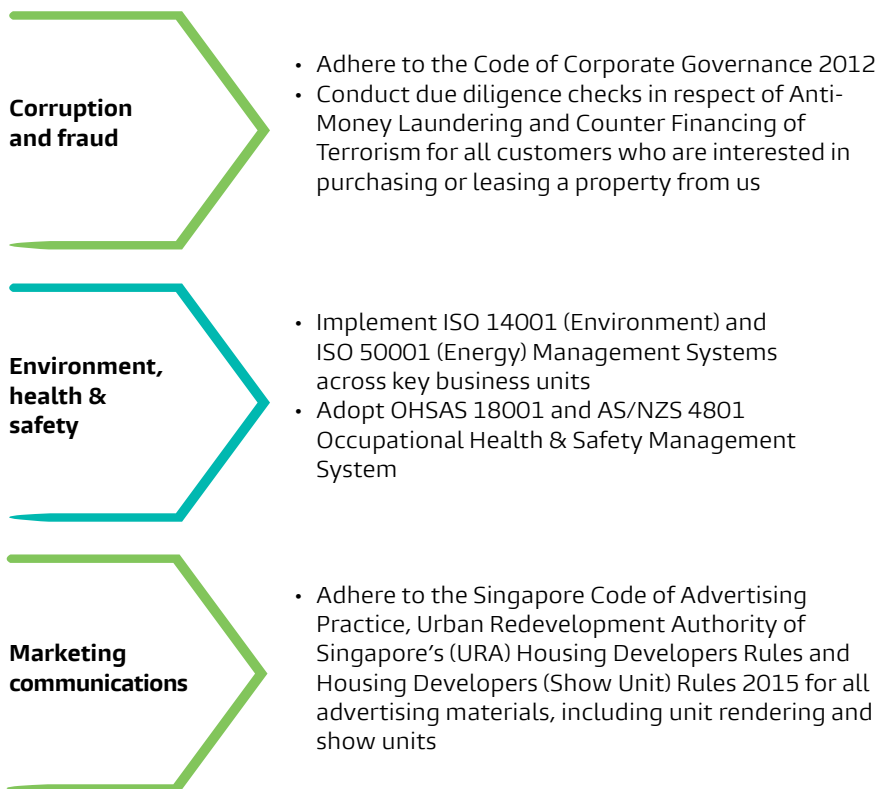 Corruption
and fraud
• Adhere to the Code of Corporate Governance 2012
• Conduct due diligence checks in respect of Anti-
Money Laundering and Counter Financing of
Terrorism for all customers who are interested in
purchasing or leasing a property from us
Environment,
health &
safety
• Implement ISO 14001 (Environment) and
ISO 50001 (Energy) Management Systems
across key business units
• Adopt OHSAS 18001 and AS/NZS 4801
Occupational Health & Safety Management
System
Marketing
communications
• Adhere to the Singapore Code of Advertising
Practice, Urban Redevelopment Authority of
Singapore's (URA) Housing Developers Rules and
Housing Developers (Show Unit) Rules 2015 for all
advertising materials, including unit rendering and
show units